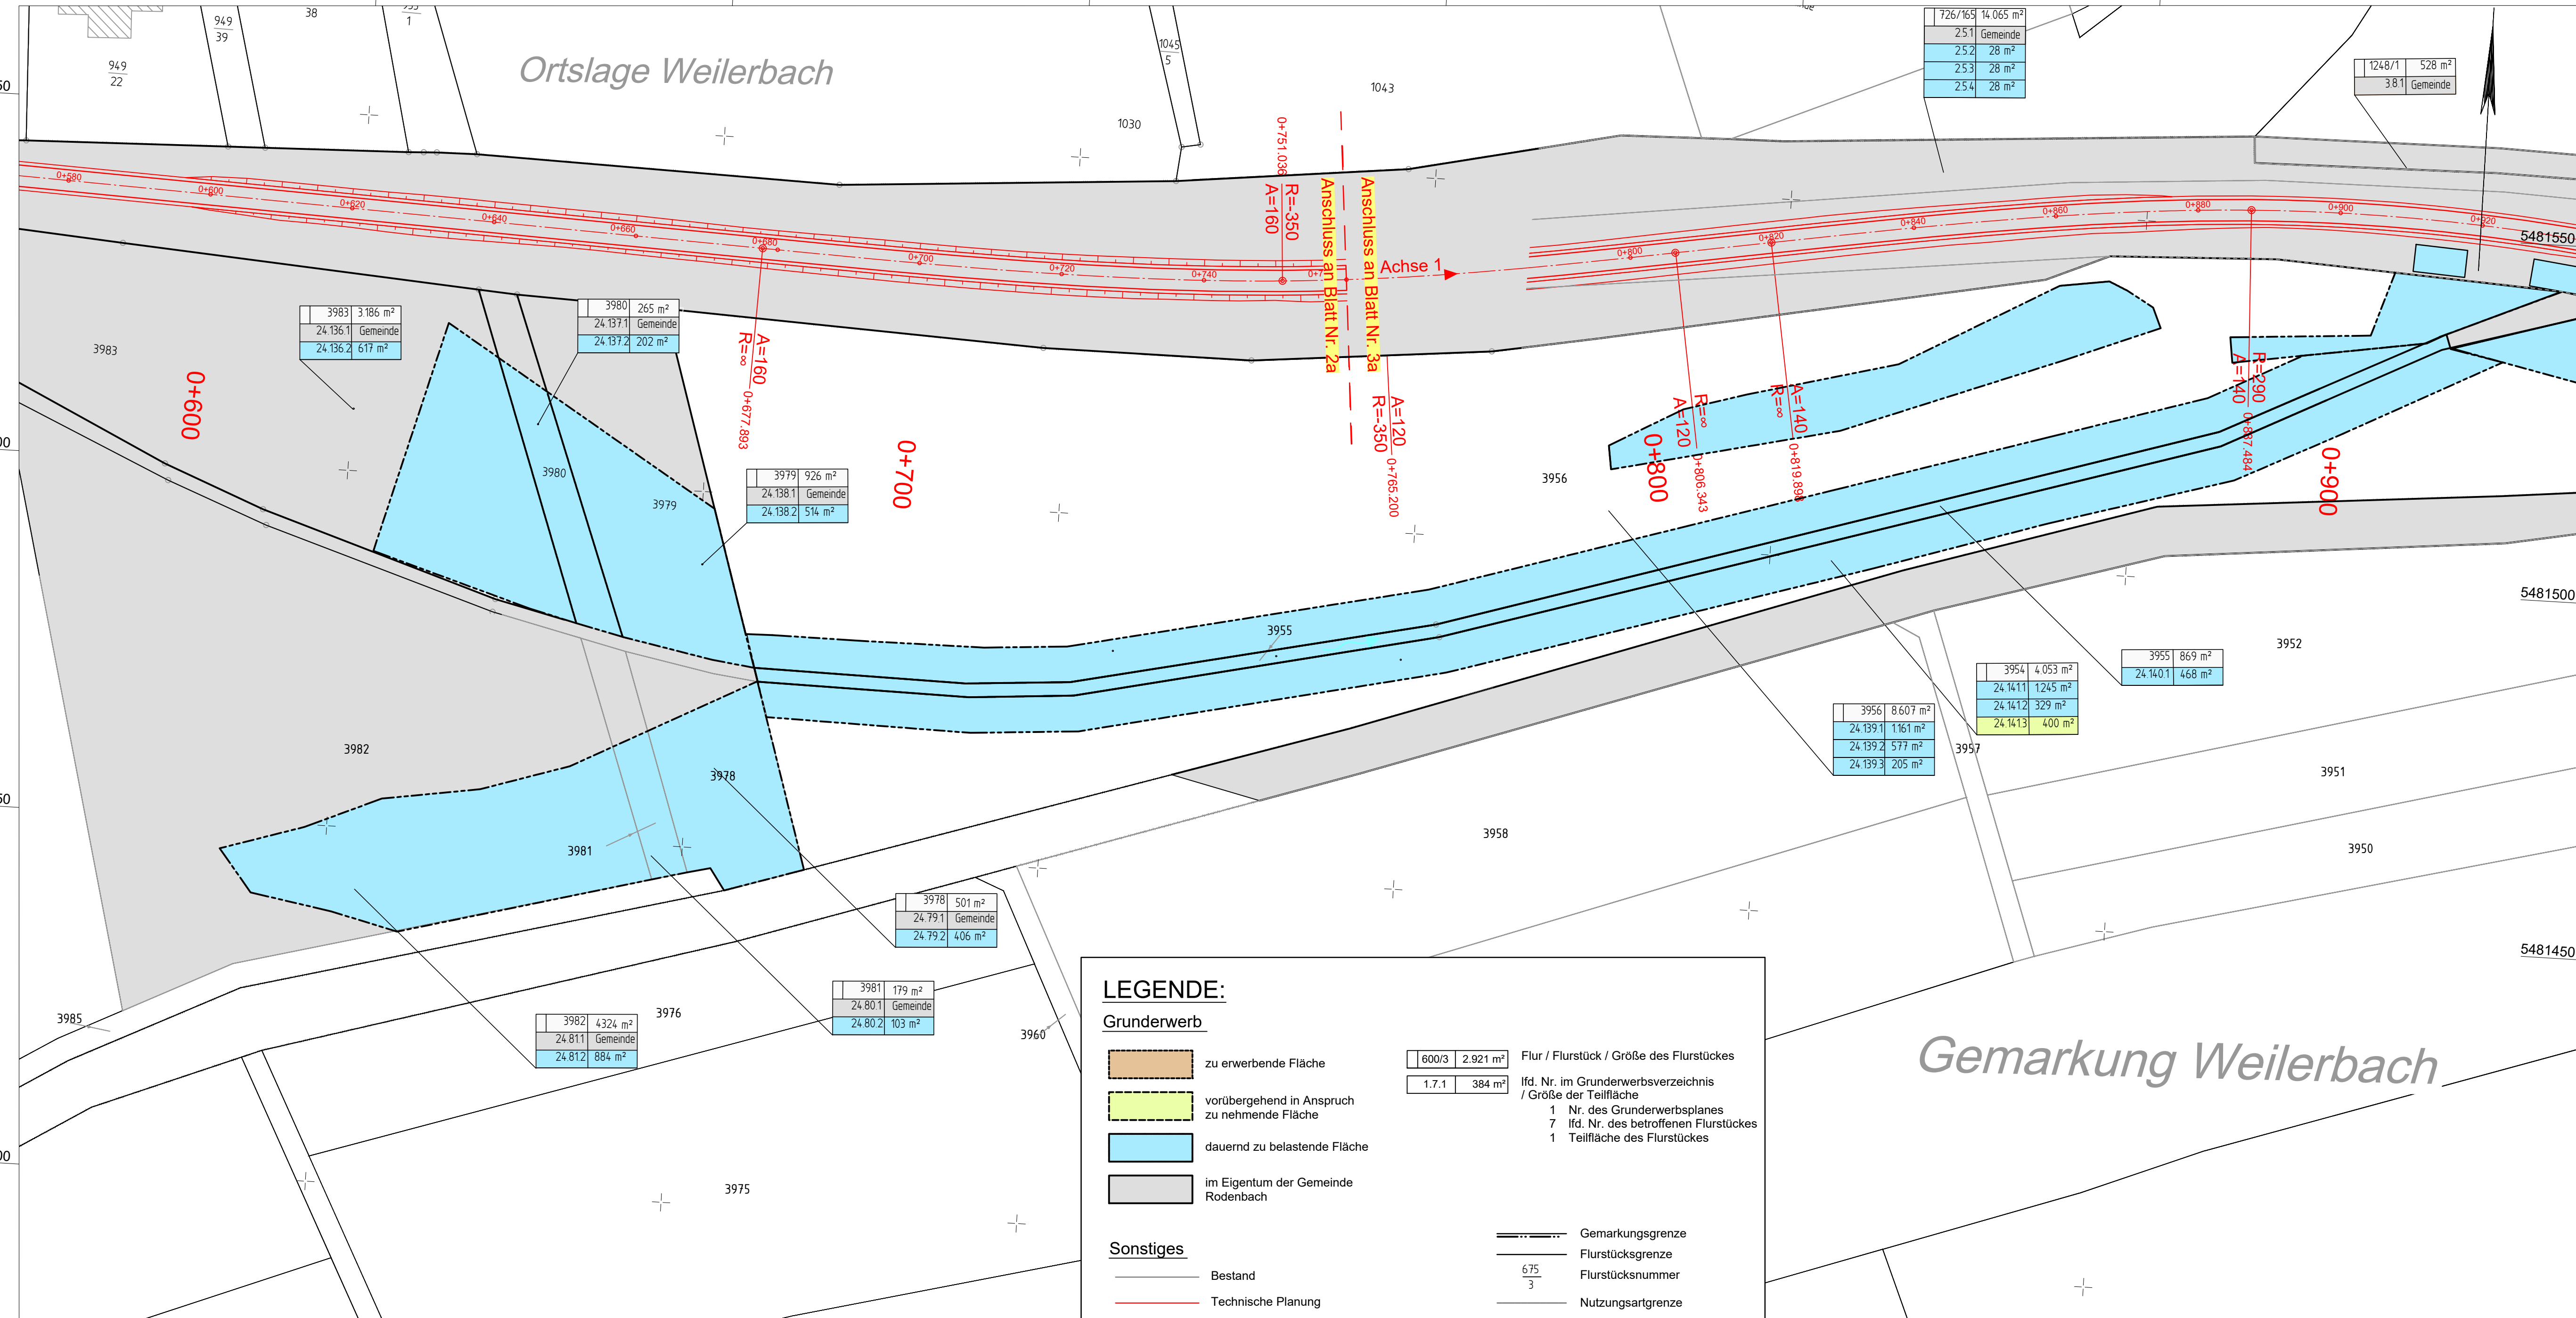 949
39
38
1
949
22
Ortslage Weilerbach
1045
5
1043
1030
726/165 14.065 m²
2.5.1 Gemeinde
2.5.2 28 m²
2.5.3 28 m²
2.5.4 28 m²
1248/1 528 m²
3.8.1 Gemeinde
0+580
0+600
0+620
0+640
0+660
0+680
0+700
0+720
0+740
0+751.036
R=-350
A=160
Anschluss an Blatt Nr. 2a
Anschluss an Blatt Nr. 3a
Achse 1
0+800
0+820
0+840
0+860
0+880
0+900
0+920
5481550
3983 3.186 m²
24.136.1 Gemeinde
24.136.2 617 m²
3980 265 m²
24.137.1 Gemeinde
24.137.2 202 m²
3983
0+600
A=160
R=∞
0+677.893
A=120
R=-350
0+765.200
R=∞
A=120
0+806.343
A=140
R=∞
0+819.898
R=290
A=140
0+887.484
0+700
0+800
0+900
3980
3979
3979 926 m²
24.138.1 Gemeinde
24.138.2 514 m²
3956
5481500
3955
3952
3955 869 m²
24.140.1 468 m²
3954 4.053 m²
24.141.1 1.245 m²
24.141.2 329 m²
24.141.3 400 m²
3956 8.607 m²
24.139.1 1.161 m²
24.139.2 577 m²
24.139.3 205 m²
3957
3982
3978
3951
3981
3958
3950
3978 501 m²
24.79.1 Gemeinde
24.79.2 406 m²
5481450
3981 179 m²
24.80.1 Gemeinde
24.80.2 103 m²
3982 4324 m²
24.81.1 Gemeinde
24.81.2 884 m²
3985
3976
3960
3975
Gemarkung Weilerbach
LEGENDE:
Grunderwerb
zu erwerbende Fläche
vorübergehend in Anspruch
zu nehmende Fläche
dauernd zu belastende Fläche
im Eigentum der Gemeinde
Rodenbach
600/3 2.921 m² Flur / Flurstück / Größe des Flurstückes
1.7.1 384 m² lfd. Nr. im Grunderwerbsverzeichnis
/ Größe der Teilfläche
1 Nr. des Grunderwerbsplanes
7 lfd. Nr. des betroffenen Flurstückes
1 Teilfläche des Flurstückes
Sonstiges
Bestand
Technische Planung
Gemarkungsgrenze
Flurstücksgrenze
675
3
Flurstücksnummer
Nutzungsartgrenze